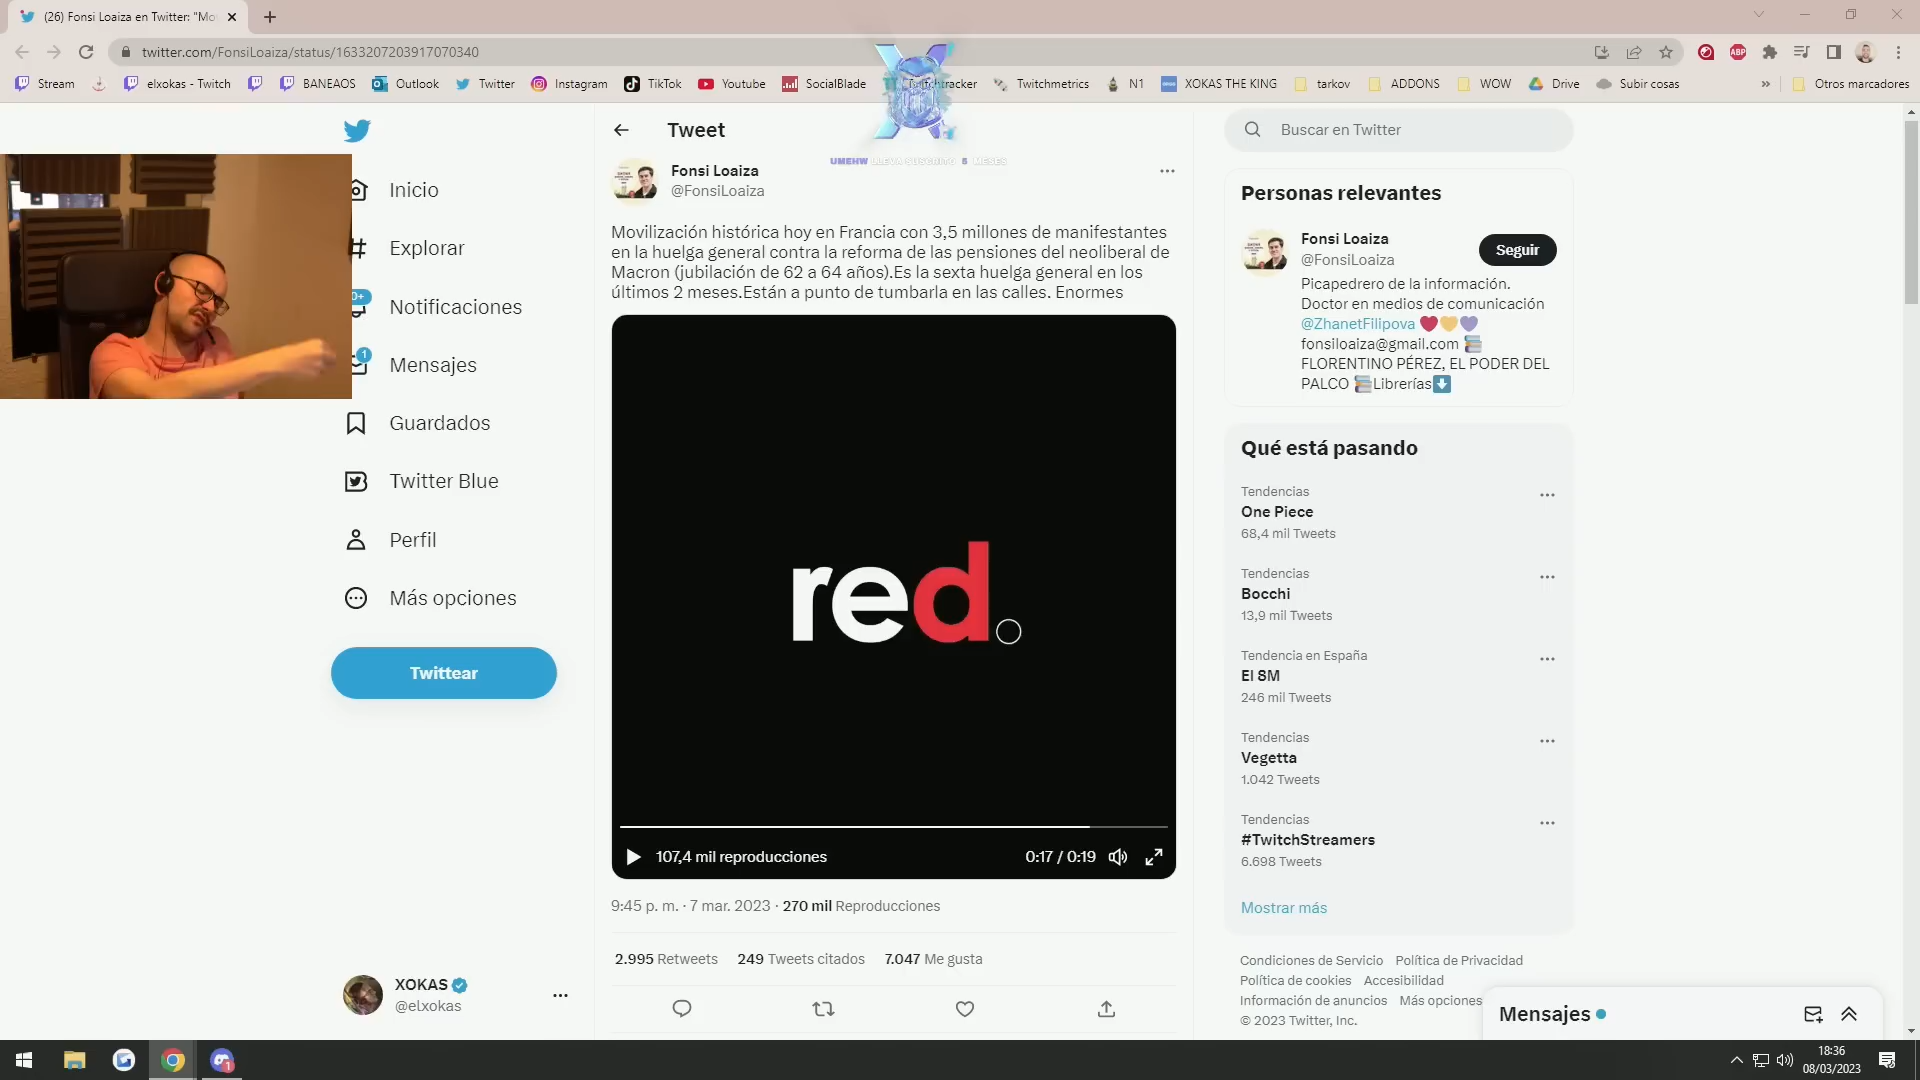 (26) Fonsi Loaiza en Twitter: "Mo
twitter.com/FonsiLoaiza/status/1633207203917070340
ABP
Stream
elxokas - Twitch
BANEAOS
Outlook
Twitter
Instagram
TikTok
Youtube
SocialBlade
Twitchmetrics
N1
XOKAS THE KING
tarkov
ADDONS
WOW
Drive
Subir cosas
»
Otros marcadores
UMEHW LLEVA SUSCRITO 5 MESES
Inicio
Explorar
Notificaciones
1
Mensajes
Guardados
Twitter Blue
Perfil
Más opciones
Twittear
XOKAS
@elxokas
Tweet
Fonsi Loaiza
@FonsiLoaiza
Movilización histórica hoy en Francia con 3,5 millones de manifestantes
en la huelga general contra la reforma de las pensiones del neoliberal de
Macron (jubilación de 62 a 64 años).Es la sexta huelga general en los
últimos 2 meses.Están a punto de tumbarla en las calles. Enormes
red.
107,4 mil reproducciones
0:17 / 0:19
9:45 p. m. · 7 mar. 2023 · 270 mil Reproducciones
2.995 Retweets 249 Tweets citados 7.047 Me gusta
Buscar en Twitter
Personas relevantes
Fonsi Loaiza
@FonsiLoaiza
Seguir
Picapedrero de la información.
Doctor en medios de comunicación
@ZhanetFilipova ❤️💛💜
fonsiloaiza@gmail.com 📚
FLORENTINO PÉREZ, EL PODER DEL
PALCO 📚Librerías⬇️
Qué está pasando
Tendencias
One Piece
68,4 mil Tweets
Tendencias
Bocchi
13,9 mil Tweets
Tendencia en España
El 8M
246 mil Tweets
Tendencias
Vegetta
1.042 Tweets
Tendencias
#TwitchStreamers
6.698 Tweets
Mostrar más
Condiciones de Servicio Política de Privacidad
Política de cookies Accesibilidad
Información de anuncios Más opciones
© 2023 Twitter, Inc.
Mensajes
1
18:36
08/03/2023